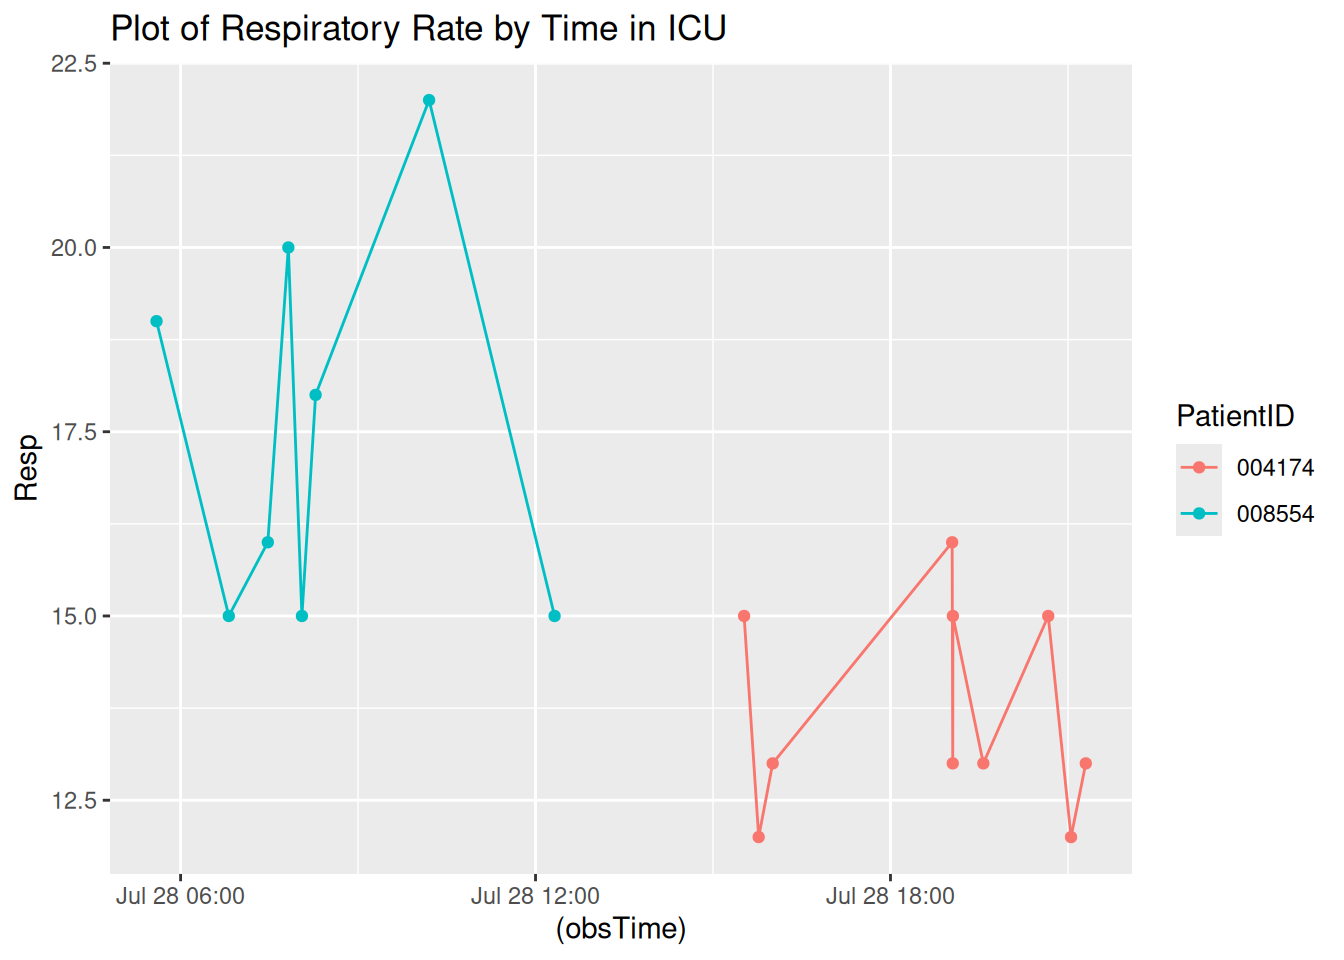 Plot of Respiratory Rate by Time in ICU
22.5
20.0
17.5
15.0
12.5
Resp
Jul 28 06:00
Jul 28 12:00
Jul 28 18:00
(obsTime)
PatientID
004174
008554